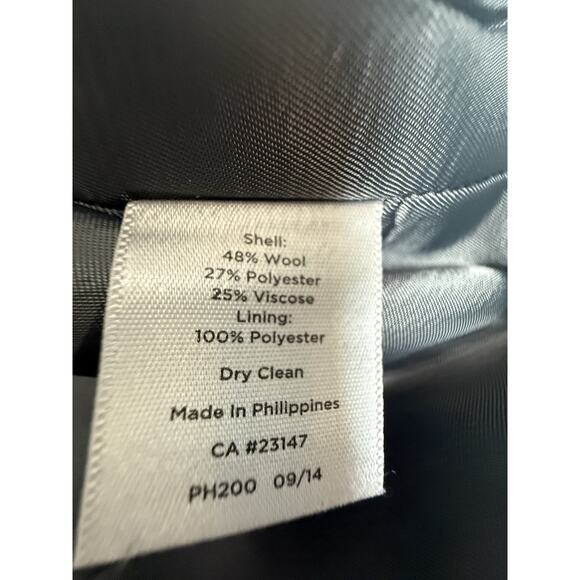 Shell:
48% Wool
27% Polyester
25% Viscose
Lining:
100% Polyester
Dry Clean
Made In Philippines
CA #23147
PH200 09/14